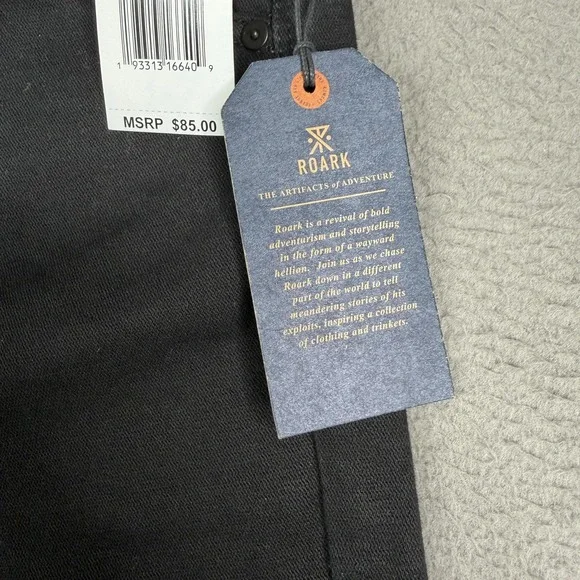 1 93313 16640 9
MSRP $85.00
ROARK
THE ARTIFACTS of ADVENTURE
Roark is a revival of bold
adventurism and storytelling
in the form of a wayward
hellion. Join us as we chase
Roark down in a different
part of the world to tell
meandering stories of his
exploits, inspiring a collection
of clothing and trinkets.